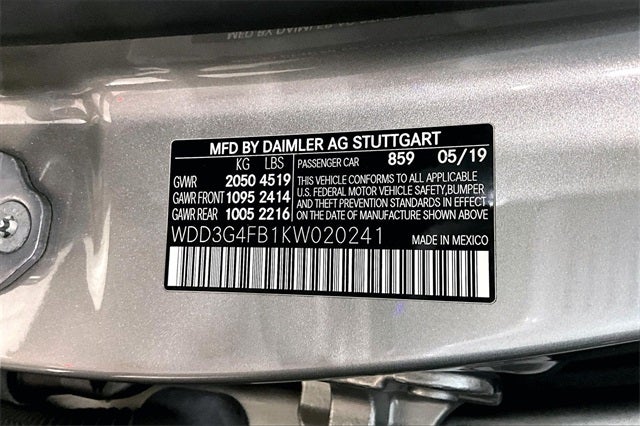 MFD BY DAIMLER AG STUTTGART
KG LBS PASSENGER CAR 859 05/19
GVWR 2050 4519 THIS VEHICLE CONFORMS TO ALL APPLICABLE
GAWR FRONT 1095 2414 U.S. FEDERAL MOTOR VEHICLE SAFETY, BUMPER
GAWR REAR 1005 2216 AND THEFT PREVENTION STANDARDS IN EFFECT
ON THE DATE OF MANUFACTURE SHOWN ABOVE.
WDD3G4FB1KW020241 MADE IN MEXICO